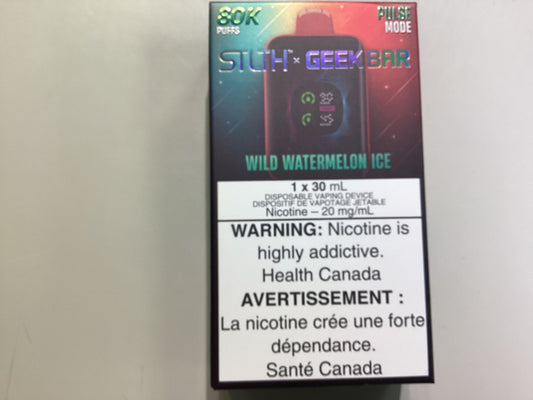 80K PULSE
PUFFS MODE
STLTH × GEEK BAR
WILD WATERMELON ICE
1 x 30 mL
DISPOSABLE VAPING DEVICE
DISPOSITIF DE VAPOTAGE JETABLE
Nicotine – 20 mg/mL
WARNING: Nicotine is
highly addictive.
Health Canada
AVERTISSEMENT :
La nicotine crée une forte
dépendance.
Santé Canada